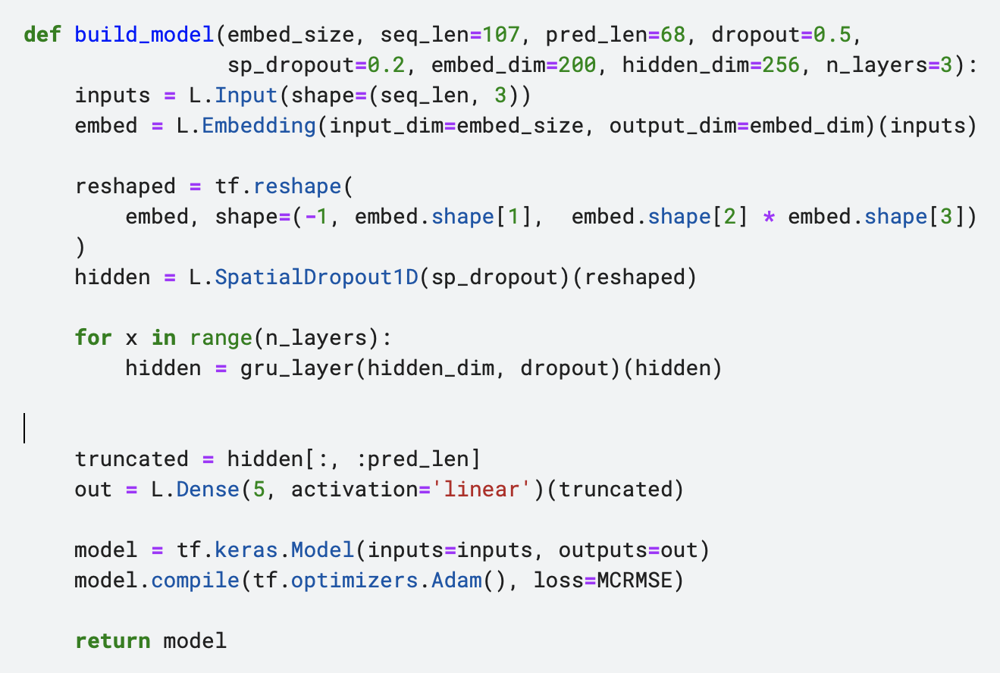 def build_model(embed_size, seq_len=107, pred_len=68, dropout=0.5,
                sp_dropout=0.2, embed_dim=200, hidden_dim=256, n_layers=3):
    inputs = L.Input(shape=(seq_len, 3))
    embed = L.Embedding(input_dim=embed_size, output_dim=embed_dim)(inputs)

    reshaped = tf.reshape(
        embed, shape=(-1, embed.shape[1],  embed.shape[2] * embed.shape[3])
    )
    hidden = L.SpatialDropout1D(sp_dropout)(reshaped)

    for x in range(n_layers):
        hidden = gru_layer(hidden_dim, dropout)(hidden)


    truncated = hidden[:, :pred_len]
    out = L.Dense(5, activation='linear')(truncated)

    model = tf.keras.Model(inputs=inputs, outputs=out)
    model.compile(tf.optimizers.Adam(), loss=MCRMSE)

    return model